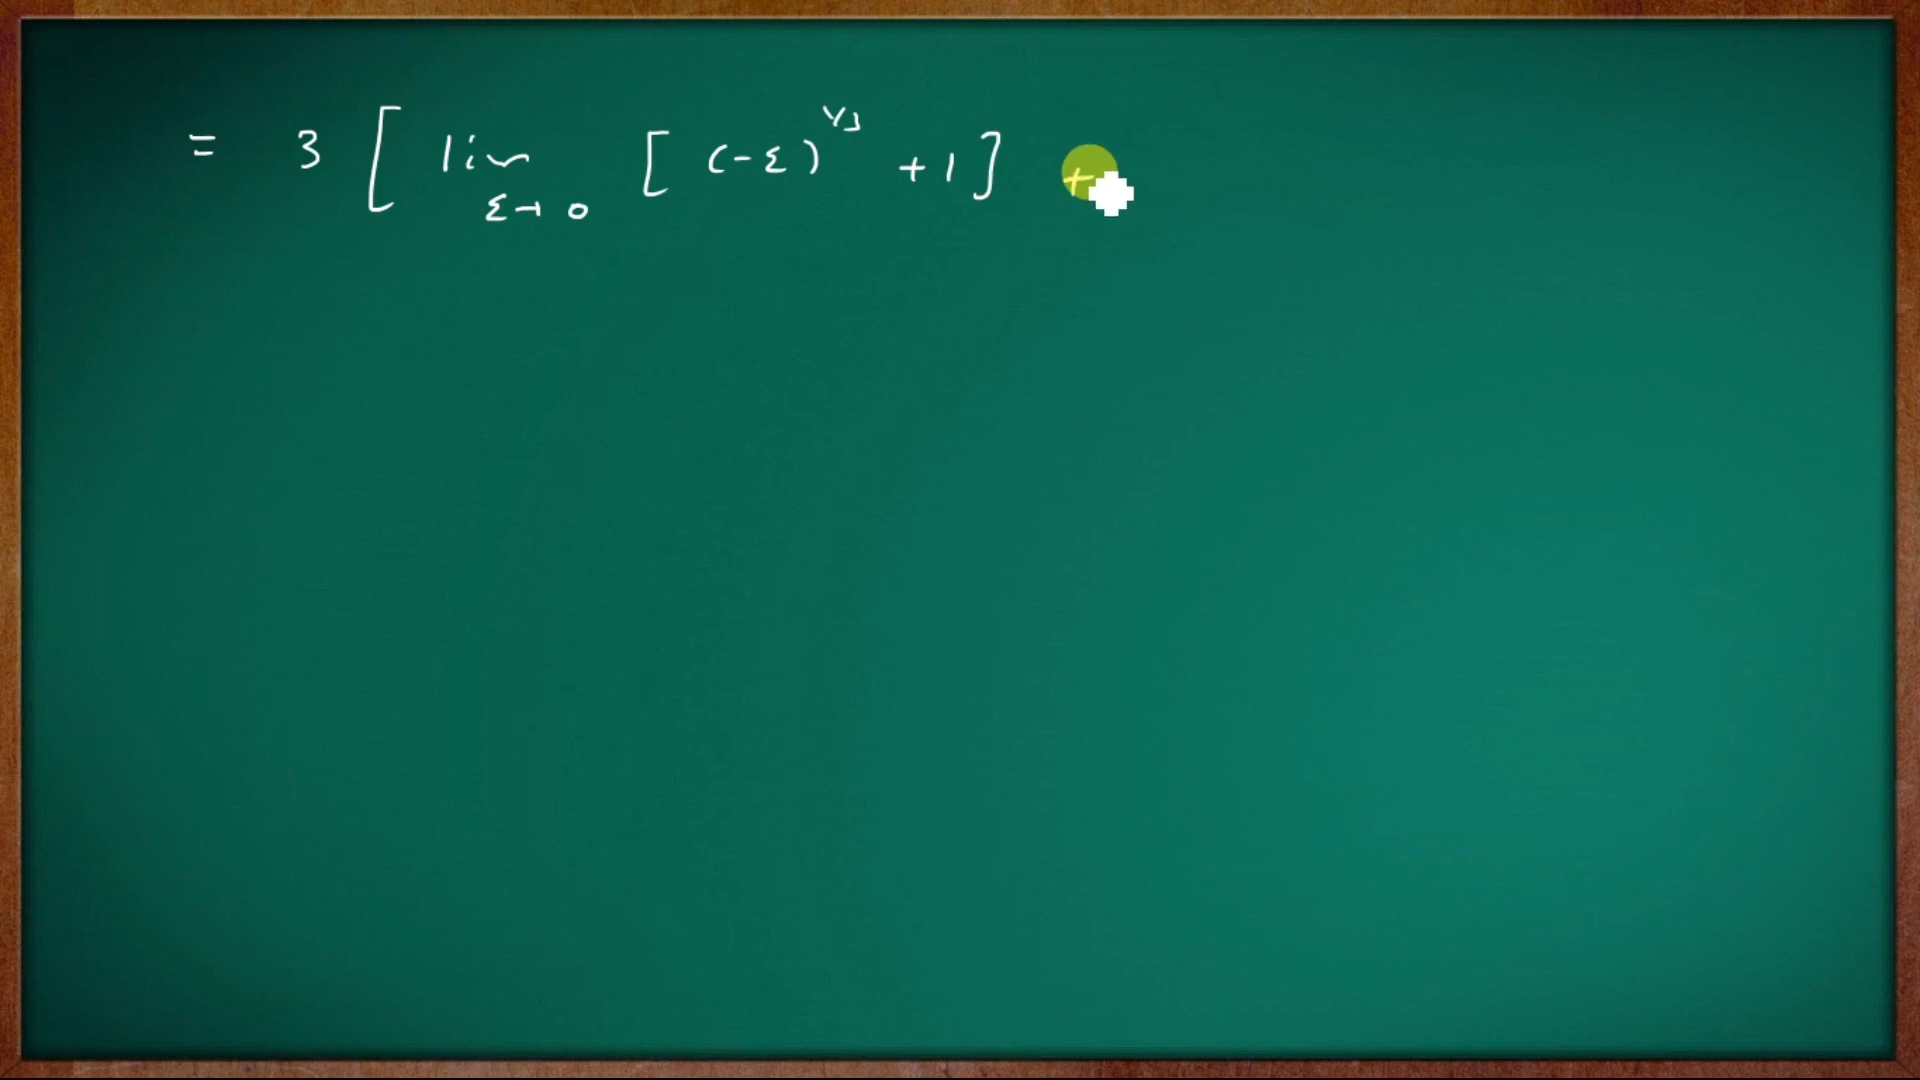 = 3 [ lim ε→0 [ (-ε)^1/3 + 1 ] +